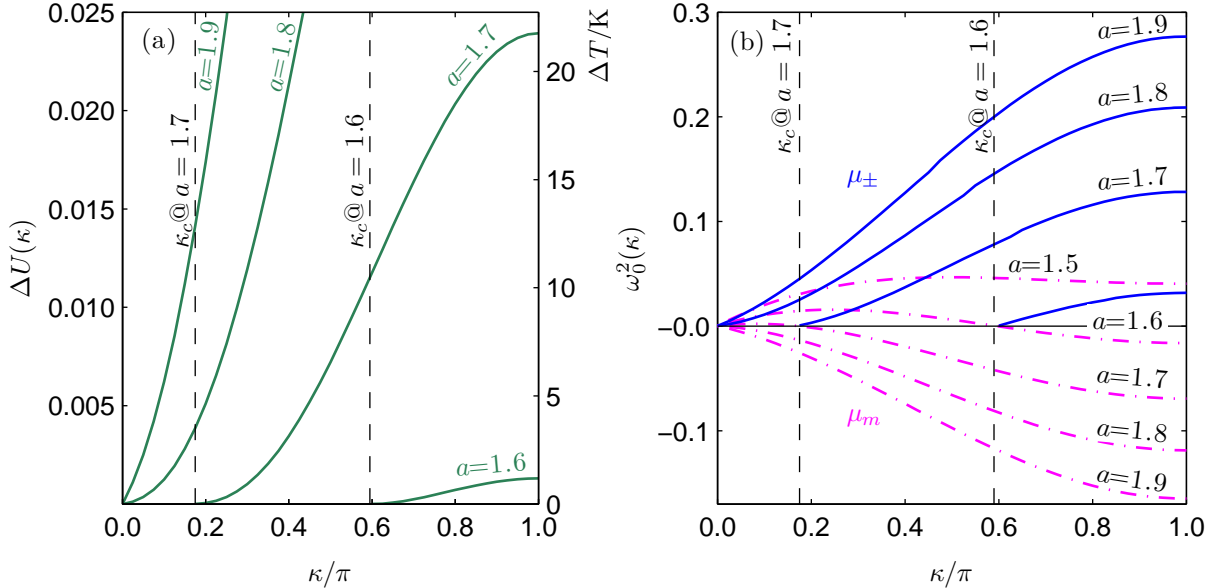 (a)
a=1.9
a=1.8
a=1.7
a=1.6
κc@ a = 1.7
κc@ a = 1.6
ΔU(κ)
0.025
0.020
0.015
0.010
0.005
ΔT/K
20
15
10
5
0
0.0 0.2 0.4 0.6 0.8 1.0
κ/π
(b)
a=1.9
a=1.8
a=1.7
a=1.5
a=1.6
a=1.7
a=1.8
a=1.9
κc@ a = 1.7
κc@ a = 1.6
μ±
μm
ω₀²(κ)
0.3
0.2
0.1
-0.0
−0.1
0.0 0.2 0.4 0.6 0.8 1.0
κ/π